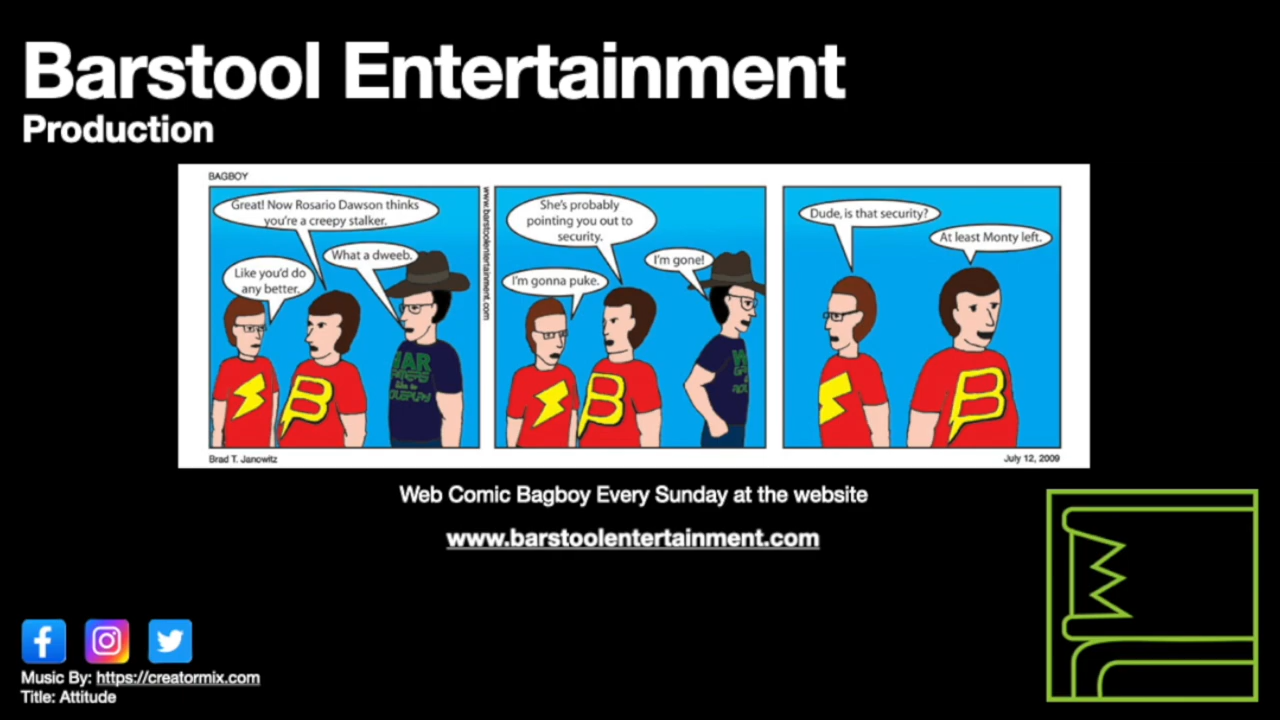 Barstool Entertainment
Production
BAGBOY
Great! Now Rosario Dawson thinks
you're a creepy stalker.
What a dweeb.
Like you'd do
any better.
www.barstoolentertainment.com
She's probably
pointing you out to
security.
I'm gone!
I'm gonna puke.
Dude, is that security?
At least Monty left.
B
B
B
Brad T. Janowitz
July 12, 2009
Web Comic Bagboy Every Sunday at the website
www.barstoolentertainment.com
Music By: https://creatormix.com
Title: Attitude